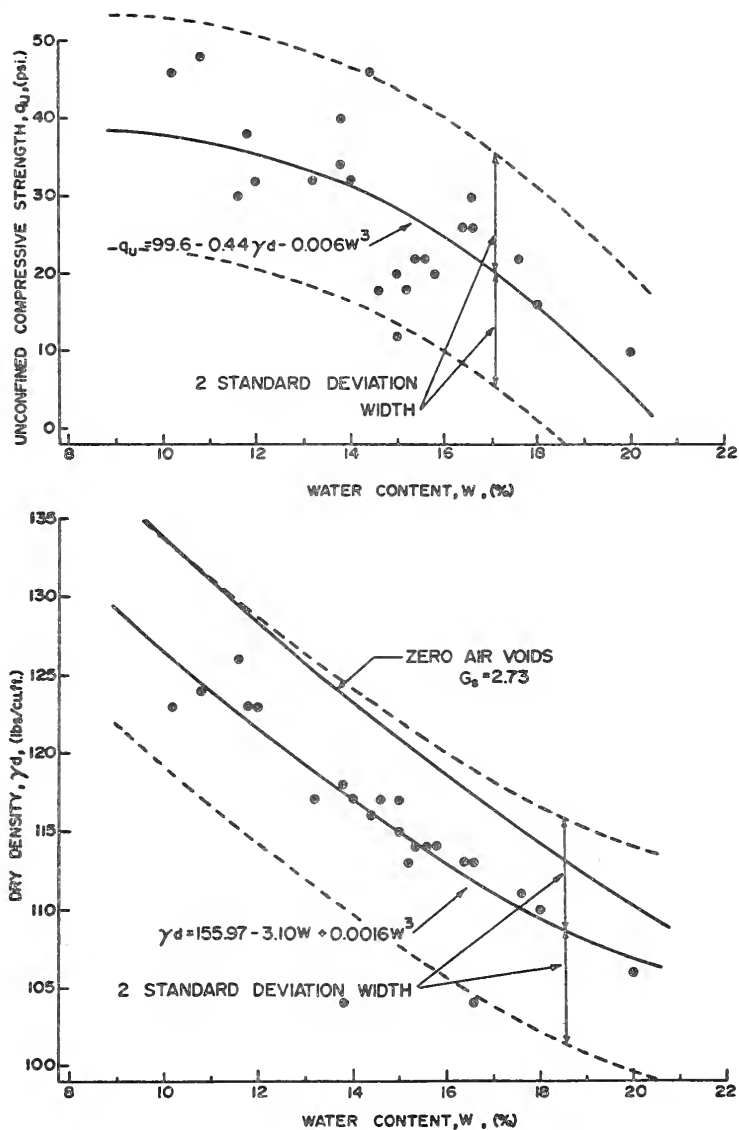 UNCONFINED COMPRESSIVE STRENGTH, qu, (psi.)
50
40
30
20
10
0
qu = 99.6 - 0.44 γd - 0.006W³
2 STANDARD DEVIATION
WIDTH
8 10 12 14 16 18 20 22
WATER CONTENT, W, (%)
DRY DENSITY, γd, (lbs/cu.ft.)
135
130
125
120
115
110
105
100
ZERO AIR VOIDS
Gs = 2.73
γd = 155.97 - 3.10W + 0.0016W³
2 STANDARD DEVIATION WIDTH
8 10 12 14 16 18 20 22
WATER CONTENT, W, (%)